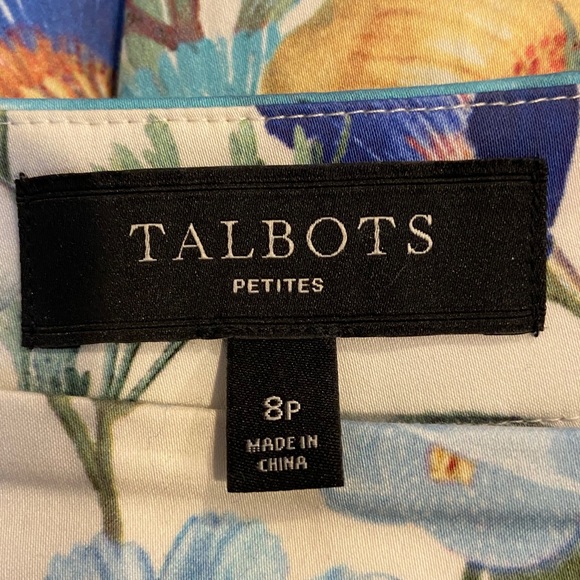 TALBOTS
PETITES
8P
MADE IN
CHINA